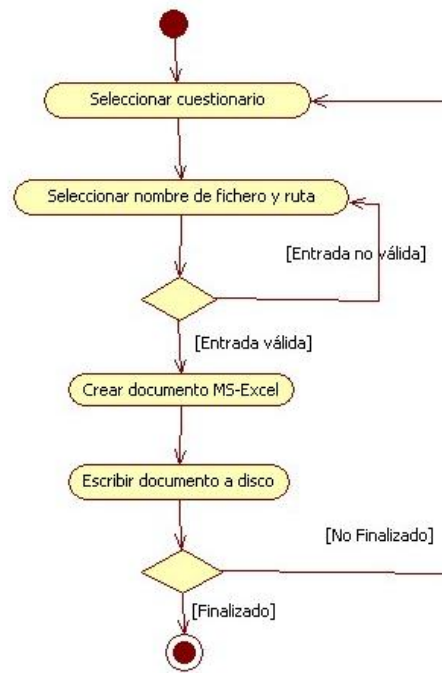 Seleccionar cuestionario
Seleccionar nombre de fichero y ruta
[Entrada no válida]
[Entrada válida]
Crear documento MS-Excel
Escribir documento a disco
[No Finalizado]
[Finalizado]